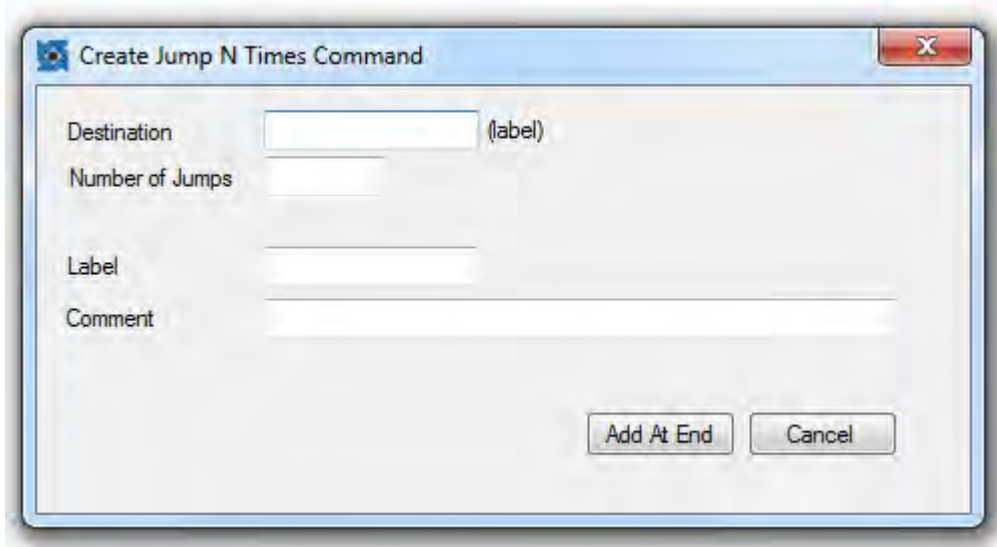 Create Jump N Times Command
Destination (label)
Number of Jumps
Label
Comment
Add At End Cancel